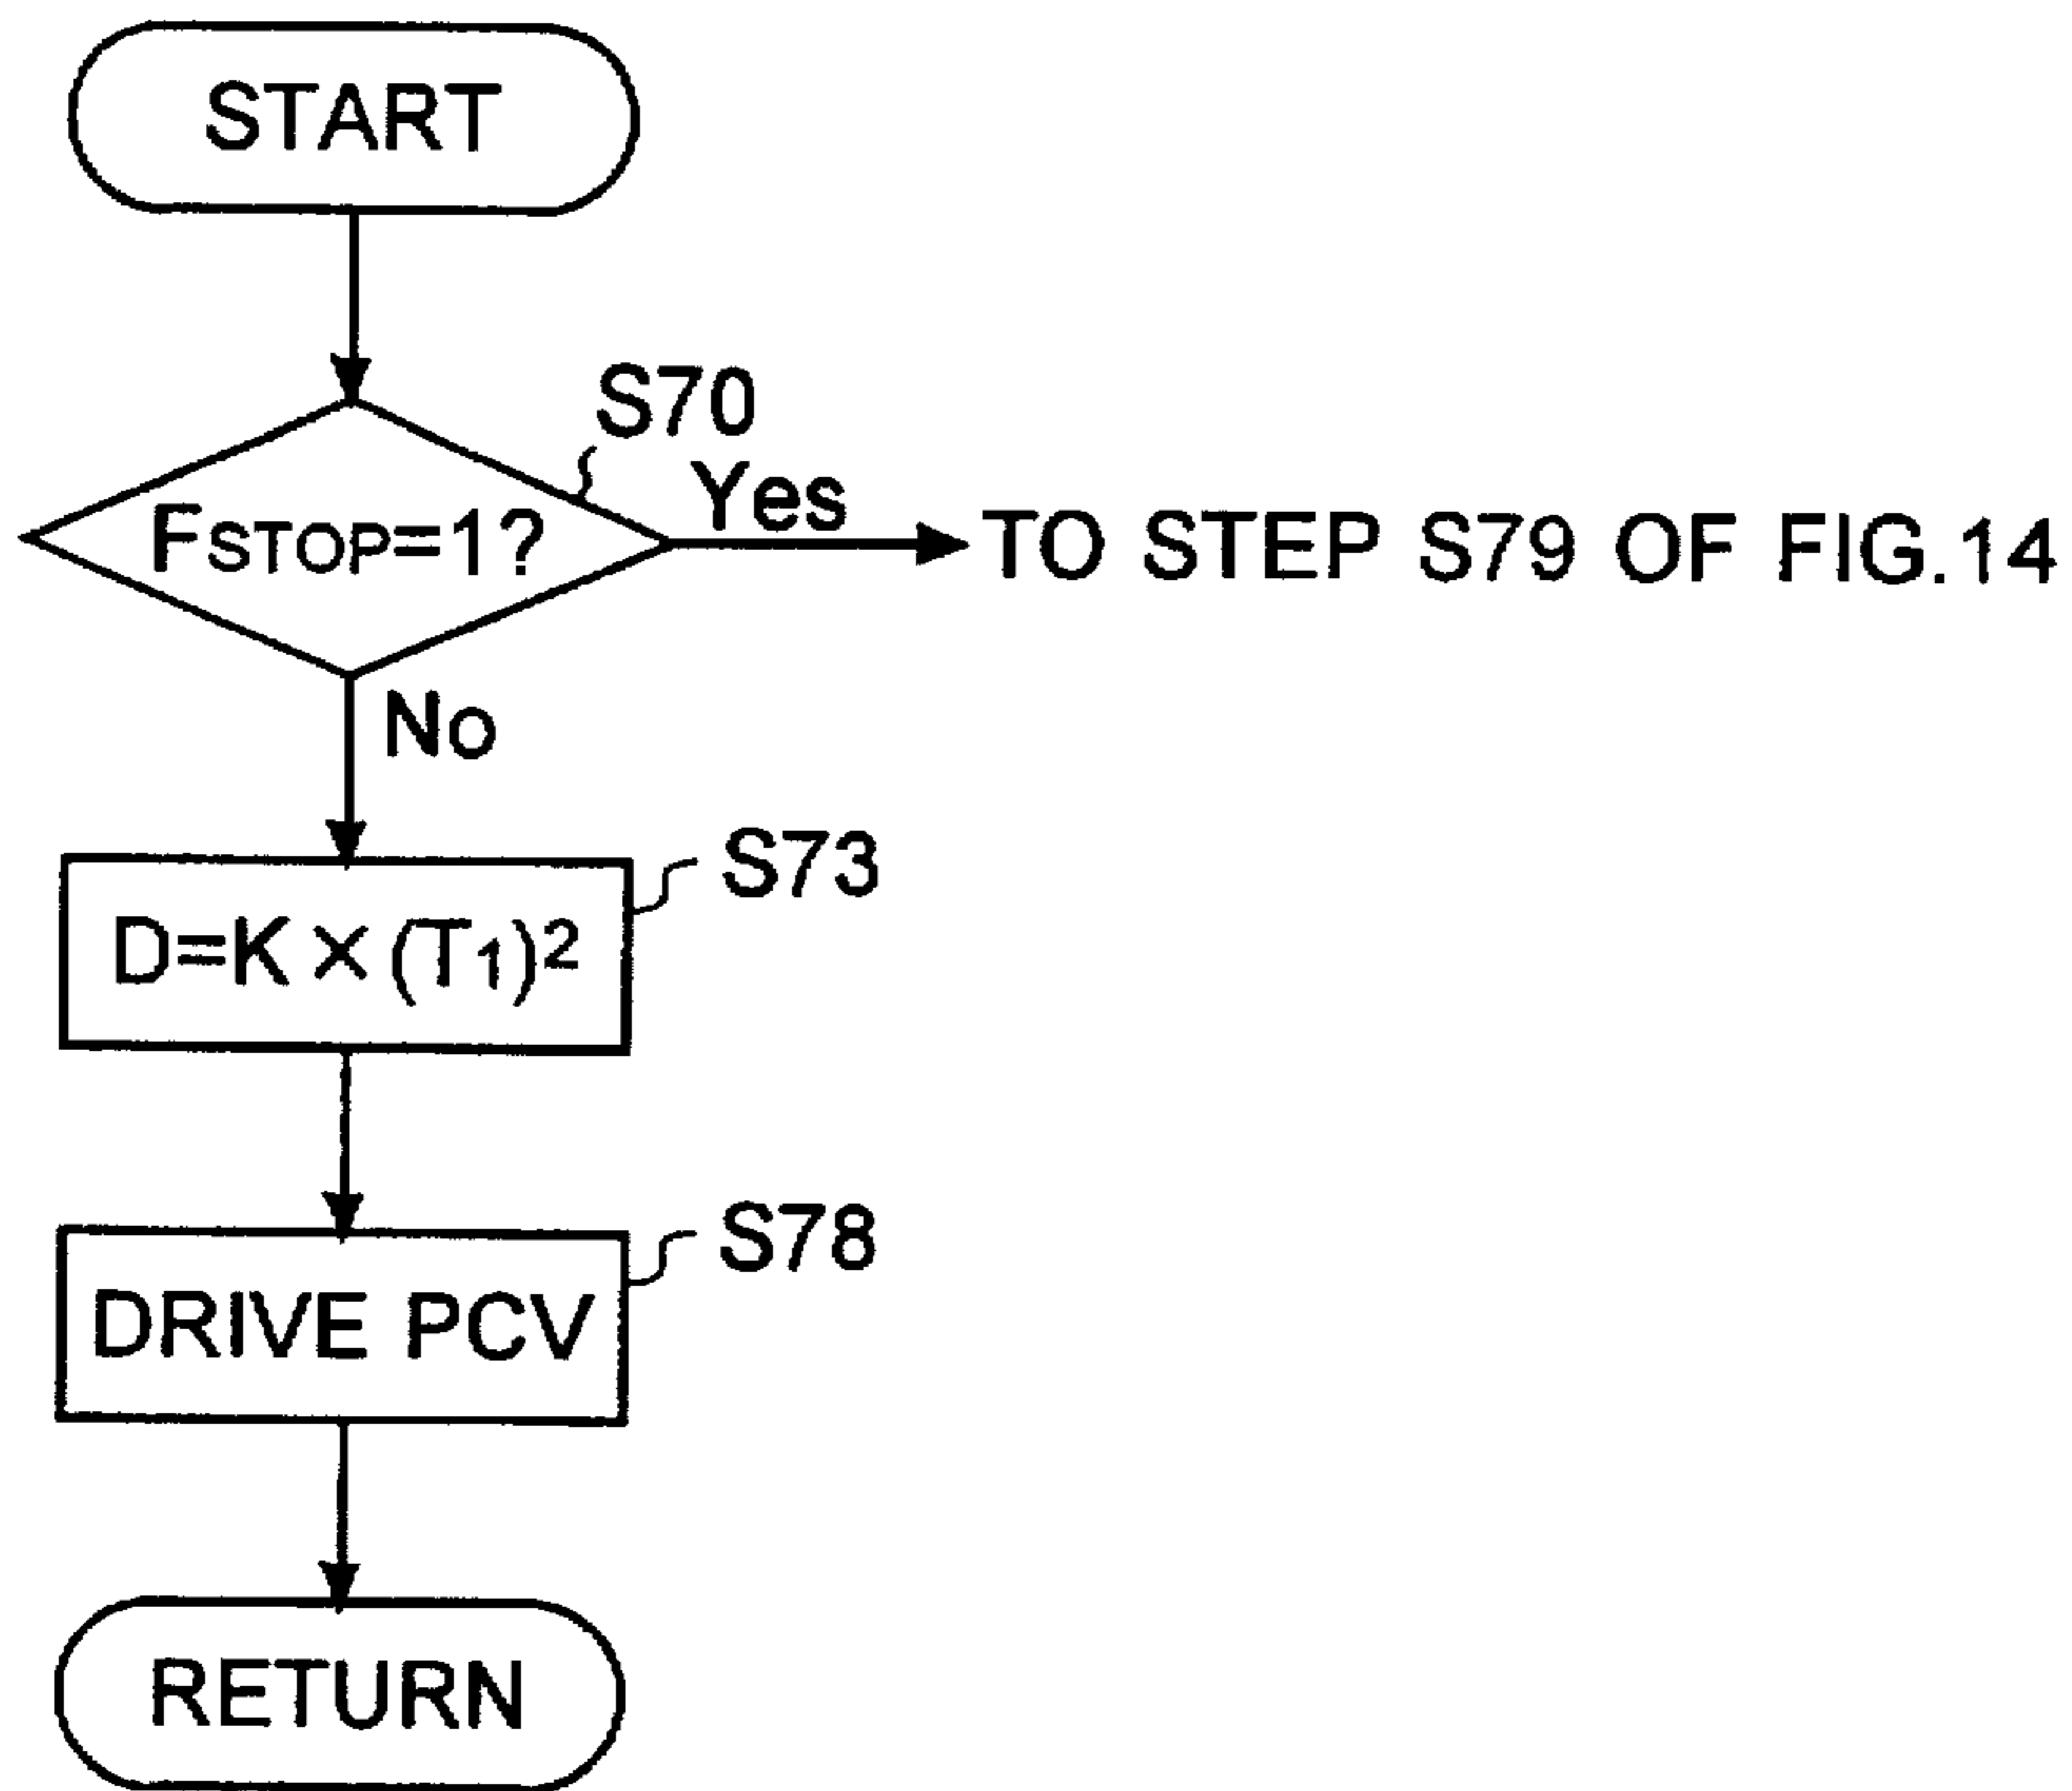 START
S70
Yes
FSTOP=1?
TO STEP S79 OF FIG.14
No
S73
D=K×(T1)2
S78
DRIVE PCV
RETURN